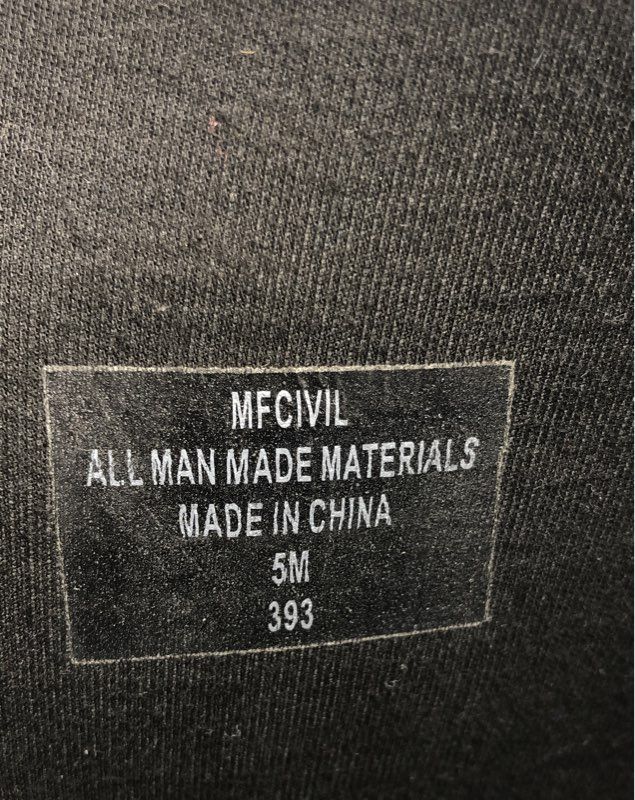 MFCIVIL
ALL MAN MADE MATERIALS
MADE IN CHINA
5M
393